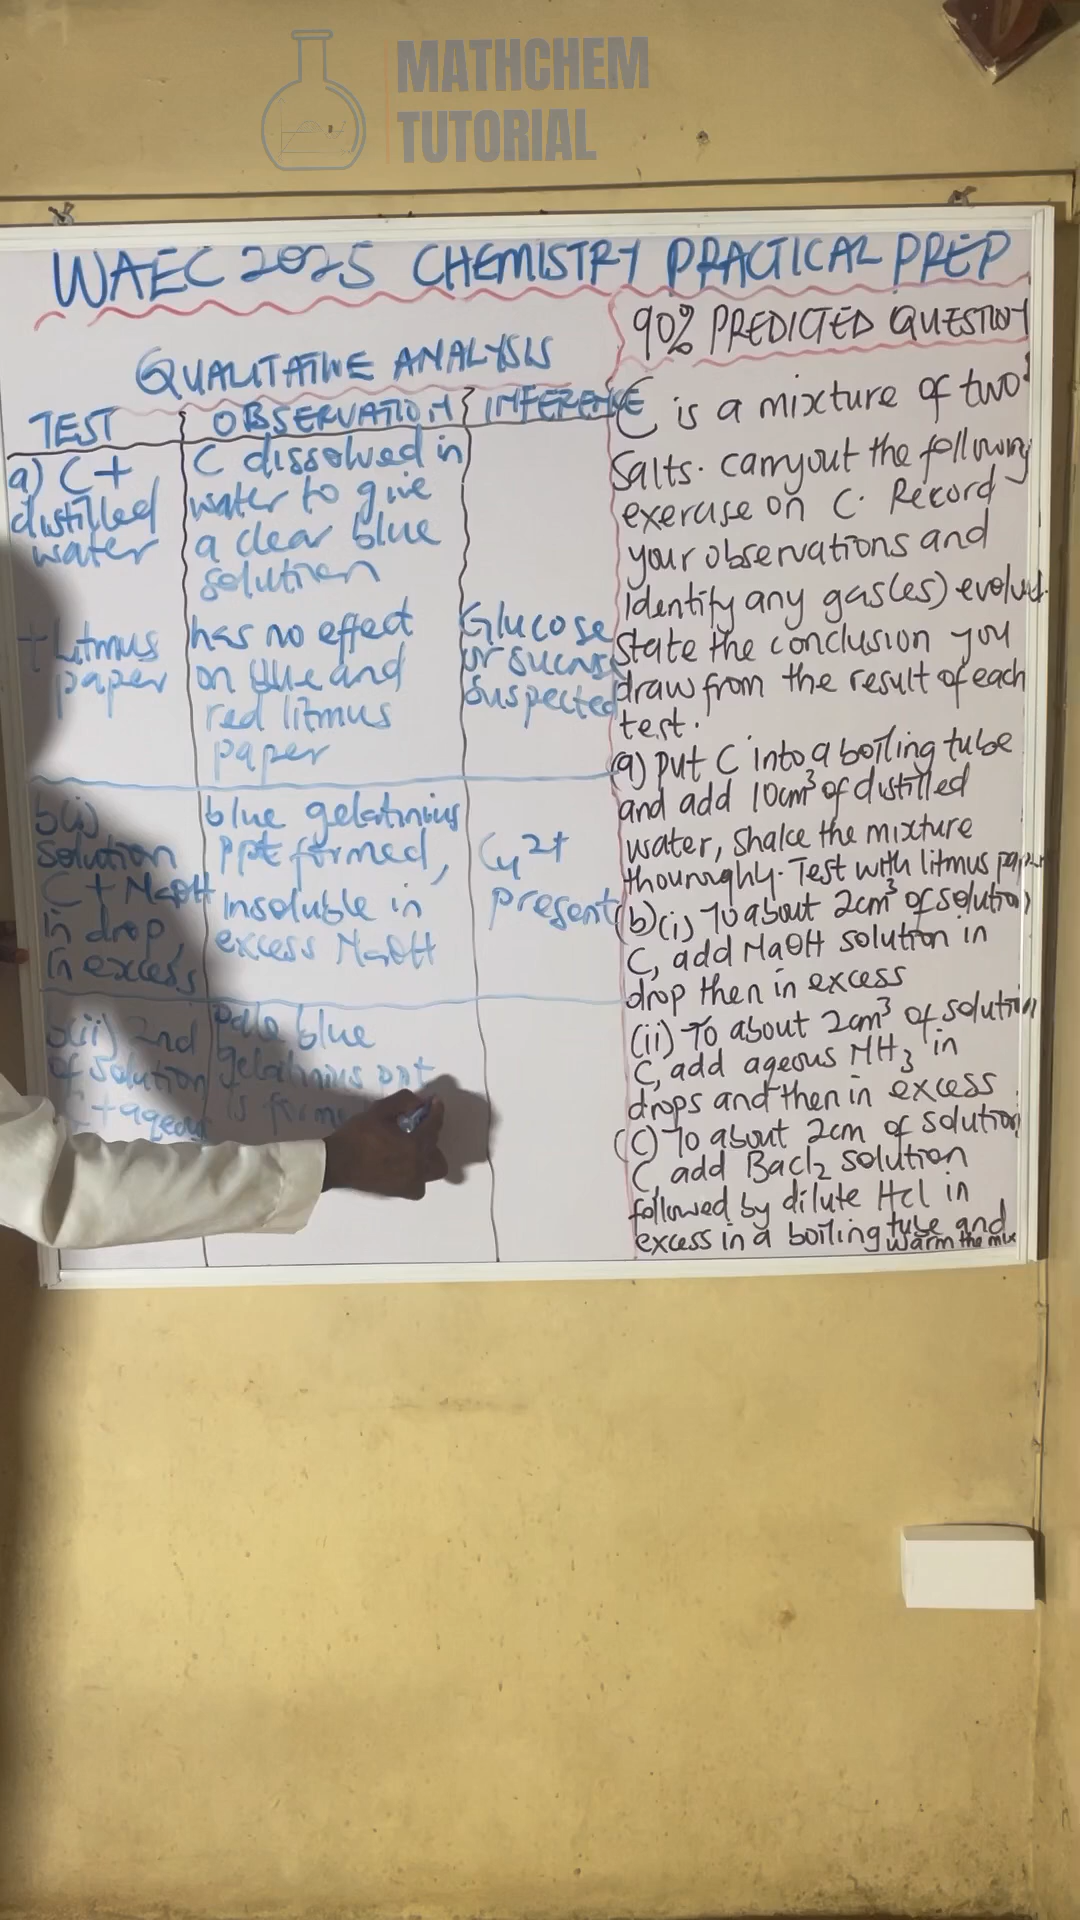 MATHCHEM
TUTORIAL
WAEC 2025 CHEMISTRY PRACTICAL PREP
QUALITATIVE ANALYSIS
TEST
OBSERVATION
INFERENCE
a) C +
distilled
water
C dissolved in
water to give
a clear blue
solution
+ Litmus
paper
has no effect
on blue and
red litmus
paper
Glucose
or sucrose
suspected
b(i)
solution
C + NaOH
in drop,
in excess
blue gelatinius
ppt formed,
insoluble in
excess NaOH
Cu2+
present
b(ii) 2nd
of solution
C + aqeous
pale blue
gelatinius ppt
is
90% PREDICTED QUESTION
C is a mixture of two
salts. carryout the following
exercise on C. Record
your observations and
identify any gas(es) evolved.
state the conclusion you
draw from the result of each
test.
(a) put C into a boiling tube
and add 10cm3 of distilled
water, shake the mixture
thouroughly. Test with litmus paper
(b)(i) To about 2cm3 of solution
C, add NaOH solution in
drop then in excess
(ii) To about 2cm3 of solution
C, add aqeous NH3 in
drops and then in excess
(C) To about 2cm of solution
C, add BaCl2 solution
followed by dilute Hcl in
excess in a boiling tube and
warm the mix